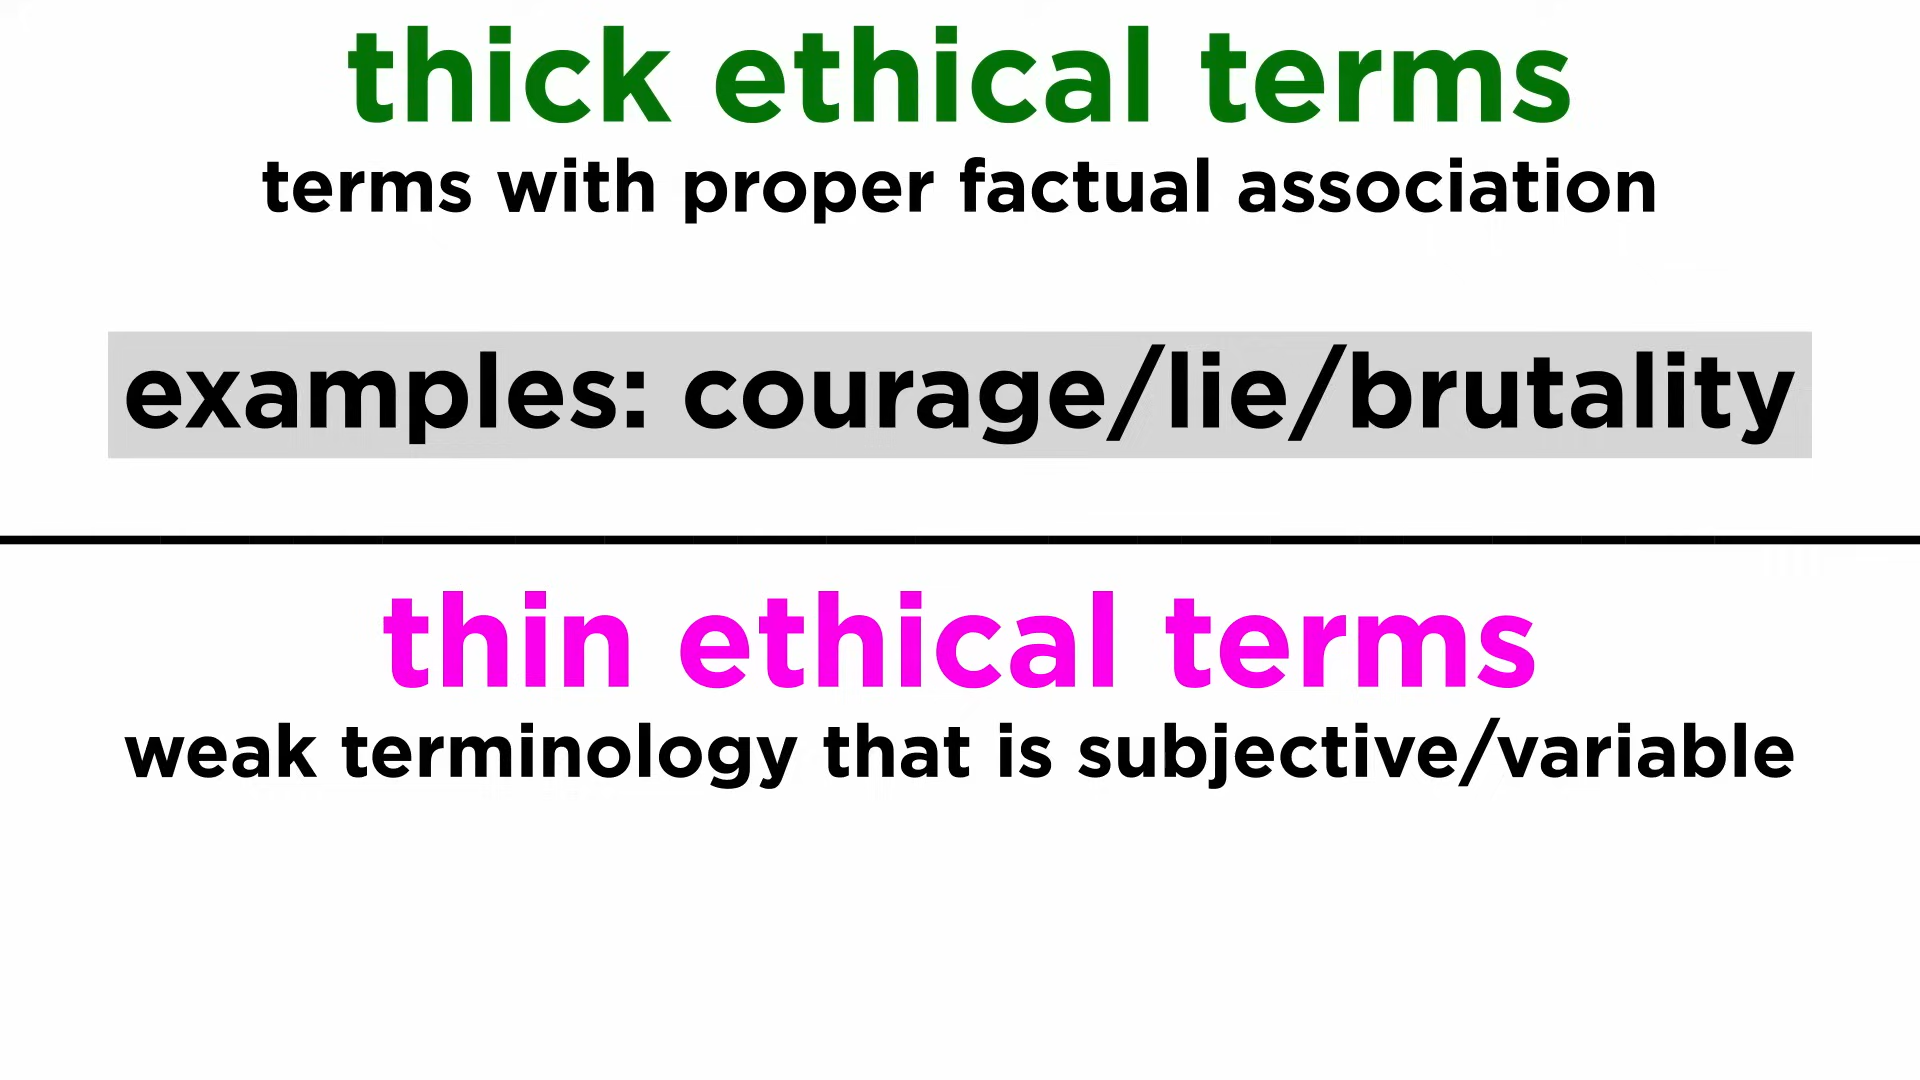 thick ethical terms
terms with proper factual association
examples: courage/lie/brutality
thin ethical terms
weak terminology that is subjective/variable